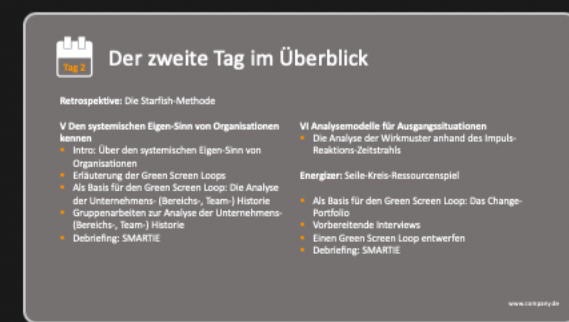 Tag 2
Der zweite Tag im Überblick
Retrospektive: Die Starfish-Methode
V Den systemischen Eigen-Sinn von Organisationen
kennen
Intro: Über den systemischen Eigen-Sinn von
Organisationen
Erläuterung der Green Screen Loops
Als Basis für den Green Screen Loop: Die Analyse
der Unternehmens- (Bereichs-, Team-) Historie
Gruppenarbeiten zur Analyse der Unternehmens-
(Bereichs-, Team-) Historie
Debriefing: SMARTIE
VI Analysemodelle für Ausgangssituationen
Die Analyse der Wirkmuster anhand des Impuls-
Reaktions-Zeitstrahls
Energizer: Seile-Kreis-Ressourcenspiel
Als Basis für den Green Screen Loop: Das Change-
Portfolio
Vorbereitende Interviews
Einen Green Screen Loop entwerfen
Debriefing: SMARTIE
www.company.de